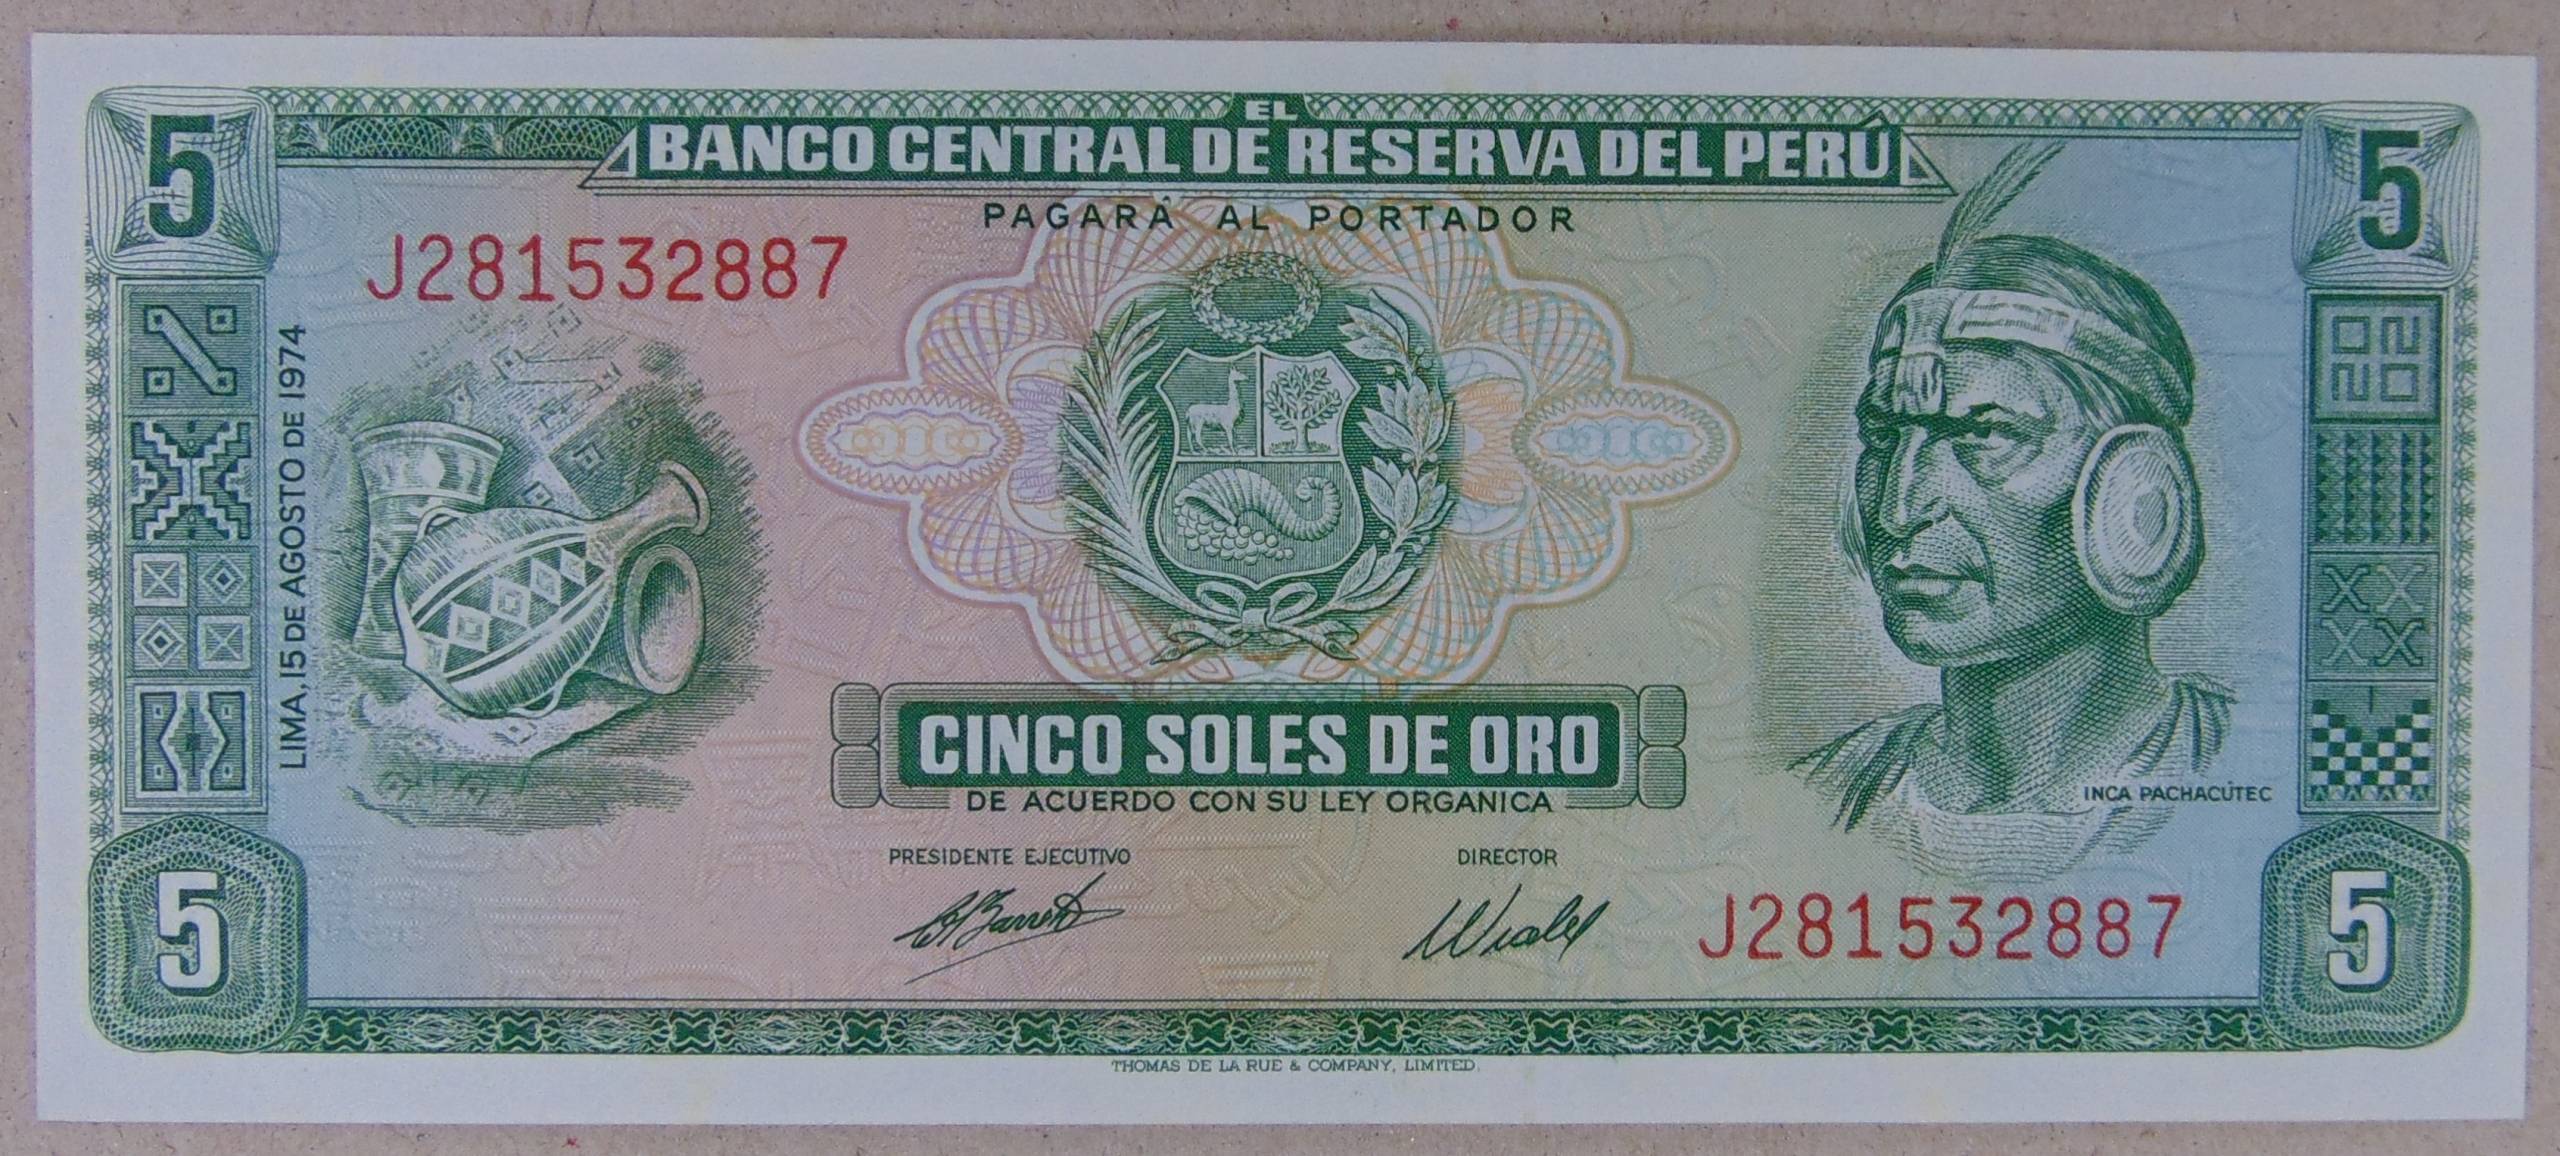 5
EL
5
BANCO CENTRAL DE RESERVA DEL PERÚ
PAGARÁ AL PORTADOR
J281532887
LIMA, 15 DE AGOSTO DE 1974
CINCO SOLES DE ORO
DE ACUERDO CON SU LEY ORGANICA
INCA PACHACÚTEC
PRESIDENTE EJECUTIVO
DIRECTOR
J281532887
5
5
THOMAS DE LA RUE & COMPANY, LIMITED.